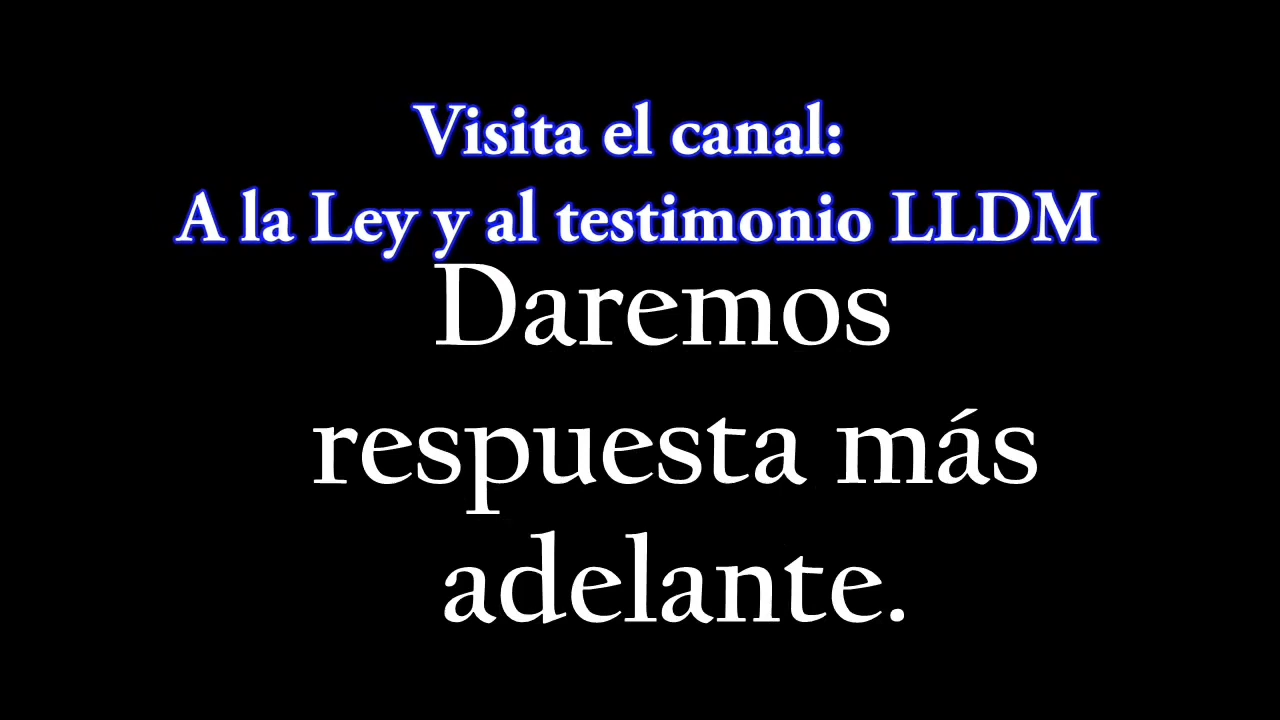 Visita el canal:
A la Ley y al testimonio LLDM
Daremos
respuesta más
adelante.